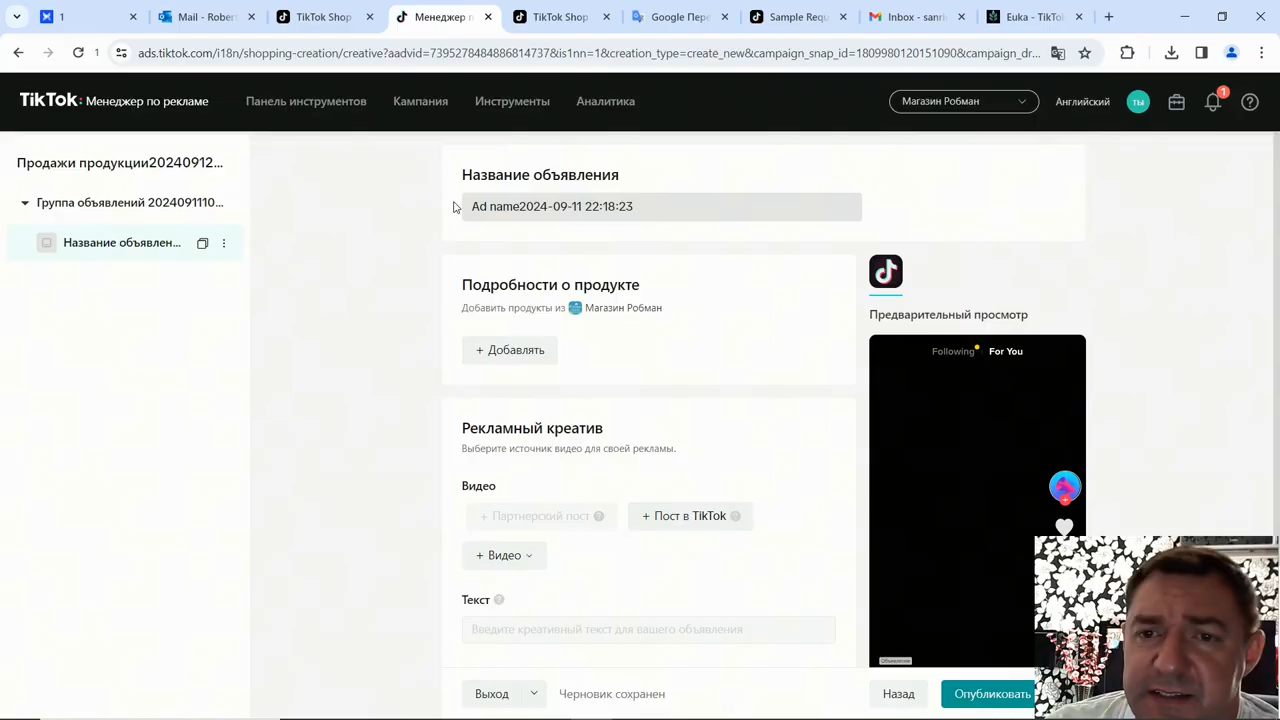 1
Mail - Robert
TikTok Shop
Менеджер п
TikTok Shop
Google Пере
Sample Requ
Inbox - sanri
Euka - TikTo
1
ads.tiktok.com/i18n/shopping-creation/creative?aadvid=7395278484886814737&is1nn=1&creation_type=create_new&campaign_snap_id=1809980120151090&campaign_dr...
TikTok: Менеджер по рекламе
Панель инструментов
Кампания
Инструменты
Аналитика
Магазин Робман
Английский
ты
1
Продажи продукции20240912...
Группа объявлений 2024091110...
Название объявлен...
Название объявления
Ad name2024-09-11 22:18:23
Подробности о продукте
Добавить продукты из Магазин Робман
+ Добавлять
Предварительный просмотр
Following For You
Рекламный креатив
Выберите источник видео для своей рекламы.
Видео
+ Партнерский пост
+ Пост в TikTok
+ Видео
Текст
Введите креативный текст для вашего объявления
Объявление
Выход
Черновик сохранен
Назад
Опубликовать